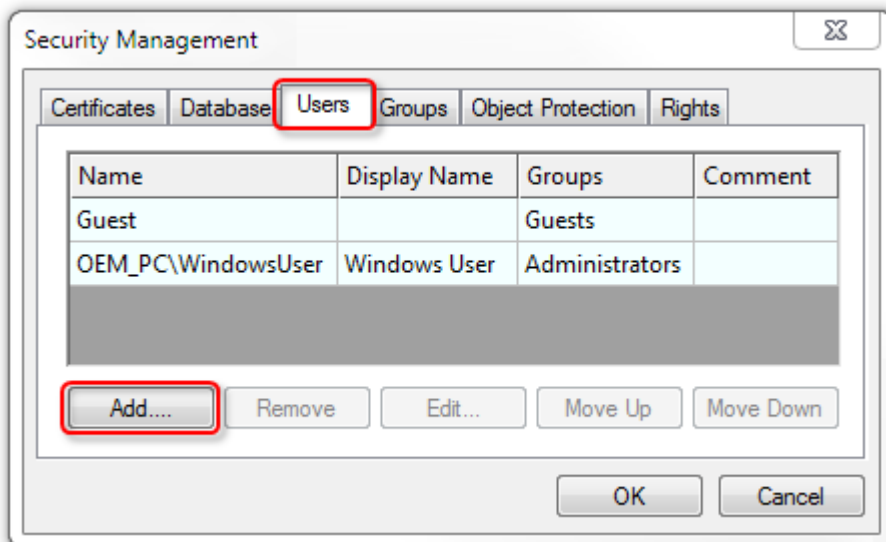 Security Management
Certificates Database Users Groups Object Protection Rights
Name Display Name Groups Comment
Guest Guests
OEM_PC\WindowsUser Windows User Administrators
Add.... Remove Edit... Move Up Move Down
OK Cancel